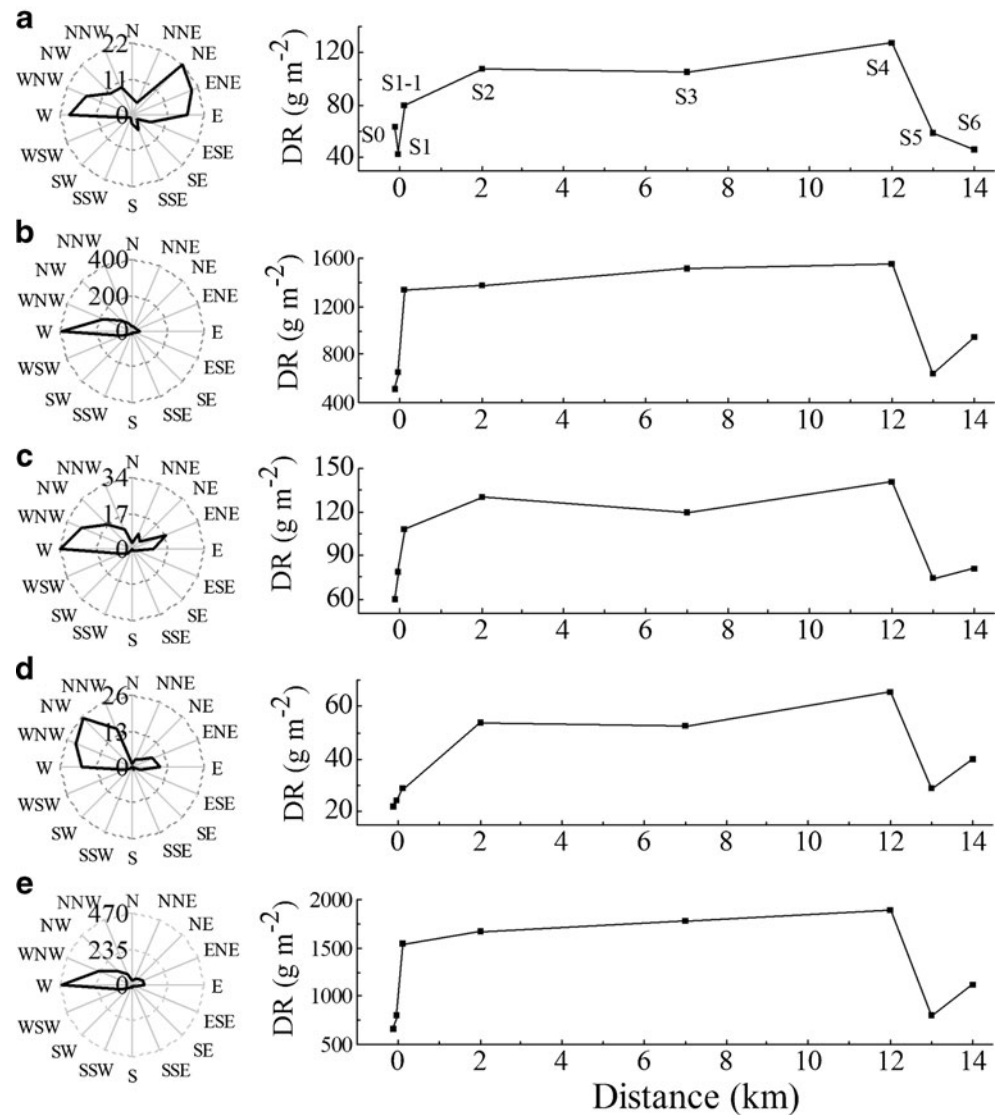 a
N
NNW NNE
NW 22 NE
WNW 11 ENE
W 0 E
WSW ESE
SW SE
SSW SSE
S
DR (g m-2)
120
80
40
S0 S1-1 S1 S2 S3 S4 S5 S6
0 2 4 6 8 10 12 14
b
N
NNW NNE
NW 400 NE
WNW 200 ENE
W 0 E
WSW ESE
SW SE
SSW SSE
S
DR (g m-2)
1600
1200
800
400
0 2 4 6 8 10 12 14
c
N
NNW NNE
NW 34 NE
WNW 17 ENE
W 0 E
WSW ESE
SW SE
SSW SSE
S
DR (g m-2)
150
120
90
60
0 2 4 6 8 10 12 14
d
N
NNW NNE
NW 26 NE
WNW 13 ENE
W 0 E
WSW ESE
SW SE
SSW SSE
S
DR (g m-2)
60
40
20
0 2 4 6 8 10 12 14
e
N
NNW NNE
NW 470 NE
WNW 235 ENE
W 0 E
WSW ESE
SW SE
SSW SSE
S
DR (g m-2)
2000
1500
1000
500
0 2 4 6 8 10 12 14
Distance (km)